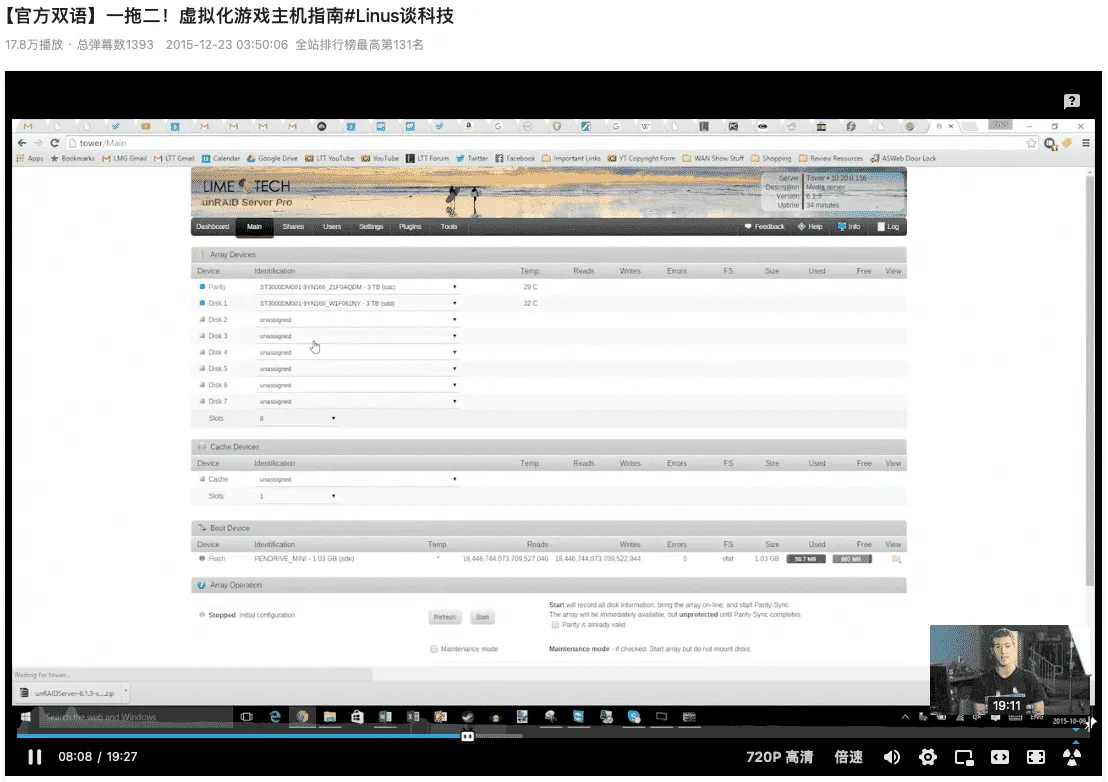 【官方双语】一拖二！虚拟化游戏主机指南#Linus谈科技
17.8万播放 · 总弹幕数1393 2015-12-23 03:50:06 全站排行榜最高第131名
tower/Main
Apps Bookmarks LMG Gmail LTT Gmail Calendar Google Drive LTT YouTube YouTube LTT Forum Twitter Facebook Important Links YT Copyright Form WAN Show Stuff Shopping Review Resources ASWeb Door Lock
LIME TECH
unRAID Server Pro
Server Tower • 10.20.0.156
Description Media server
Version
Uptime 34 minutes
Dashboard Main Shares Users Settings Plugins Tools Feedback Help Info Log
Array Devices
Device Identification Temp. Reads Writes Errors FS Size Used Free View
Parity ST3000DM001-9YN166_Z1F0AQDM - 3 TB (sdc) 29 C
Disk 1 ST3000DM001-9YN166_W1F061NY - 3 TB (sdd) 32 C
Disk 2 unassigned
Disk 3 unassigned
Disk 4 unassigned
Disk 5 unassigned
Disk 6 unassigned
Disk 7 unassigned
Slots: 8
Cache Devices
Device Identification Temp. Reads Writes Errors FS Size Used Free View
Cache unassigned
Slots: 1
Boot Device
Device Identification Temp. Reads Writes Errors FS Size Used Free View
Flash PENDRIVE_MINI - 1.03 GB (sde) * 18,446,744,073,709,527,040 18,446,744,073,709,522,944 0 vfat 1.03 GB
Array Operation
Stopped. Initial configuration Refresh Start
Start will record all disk information, bring the array on-line, and start Parity-Sync.
The array will be immediately available, but unprotected until Parity-Sync completes.
Parity is already valid.
Maintenance mode Maintenance mode - if checked, Start array but do not mount disks.
Waiting for tower...
unRAIDServer-6.1.3-x....zip
Search the web and Windows
ENG
2015-10-09
19:11
08:08 / 19:27 720P 高清 倍速